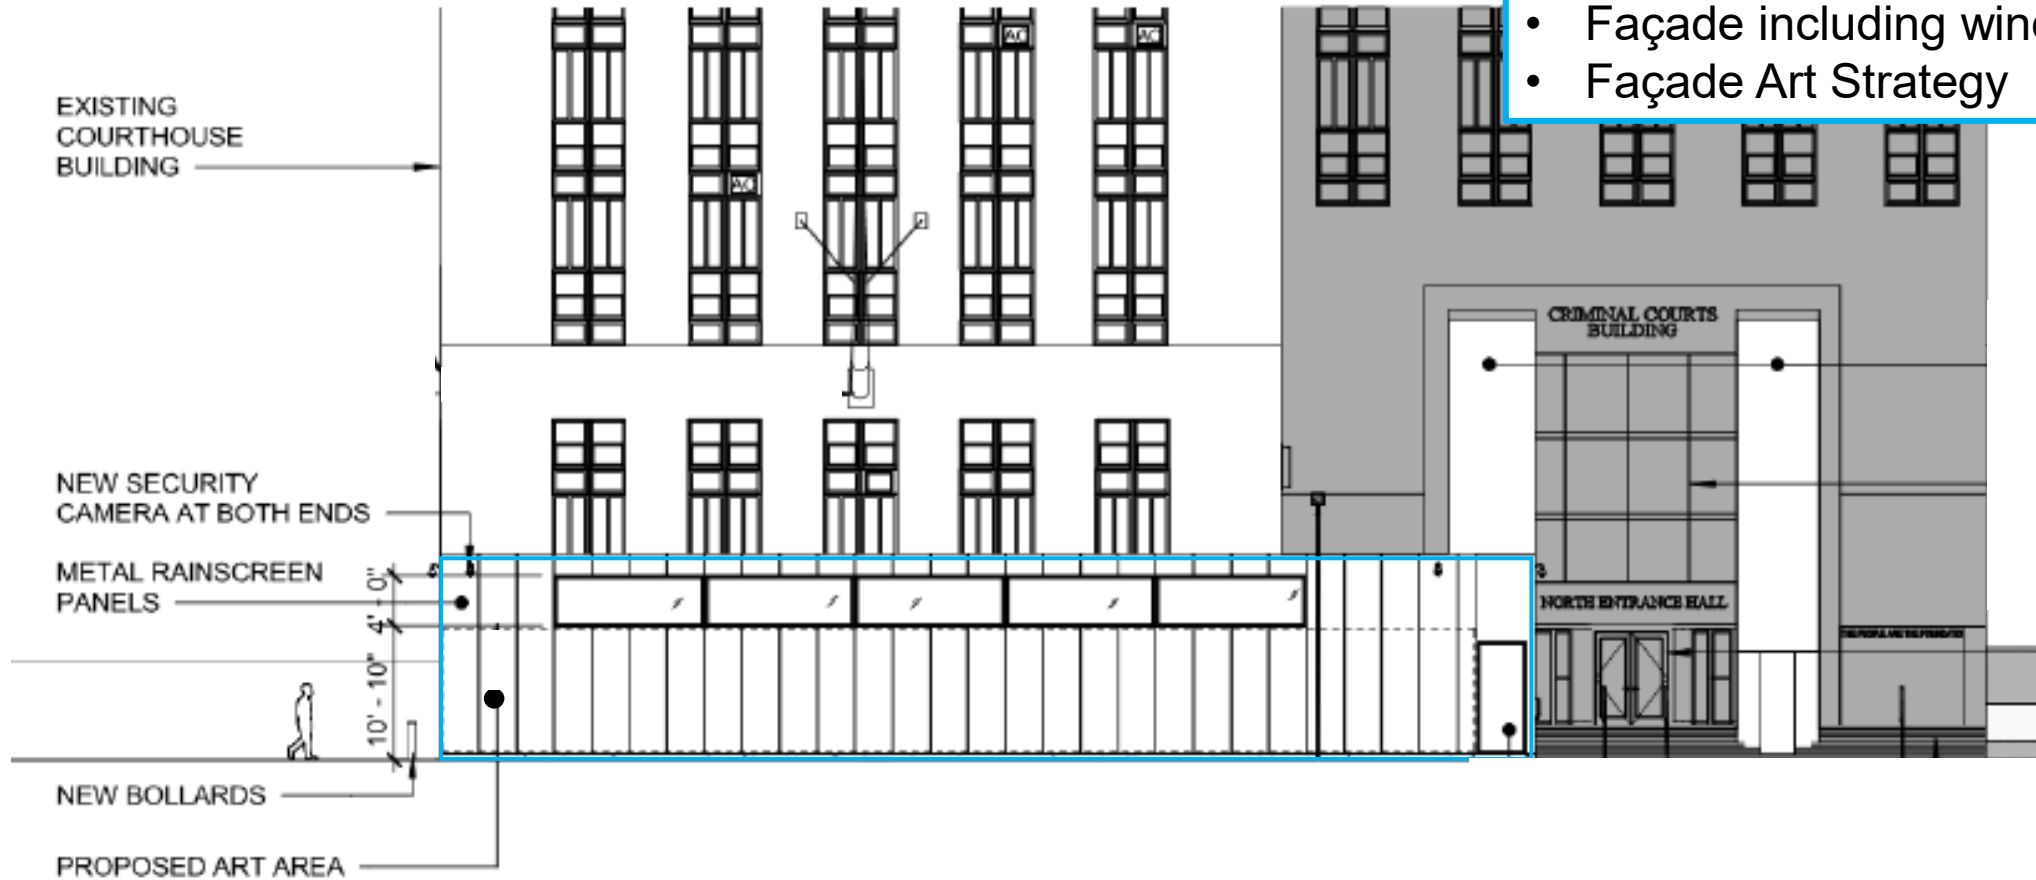 • Façade including
• Façade Art Strategy
AC
AC
EXISTING
COURTHOUSE
BUILDING
AC
CRIMINAL COURTS
BUILDING
NEW SECURITY
CAMERA AT BOTH ENDS
METAL RAINSCREEN
PANELS
4' - 0"
NORTH ENTRANCE HALL
10' - 10"
NEW BOLLARDS
PROPOSED ART AREA